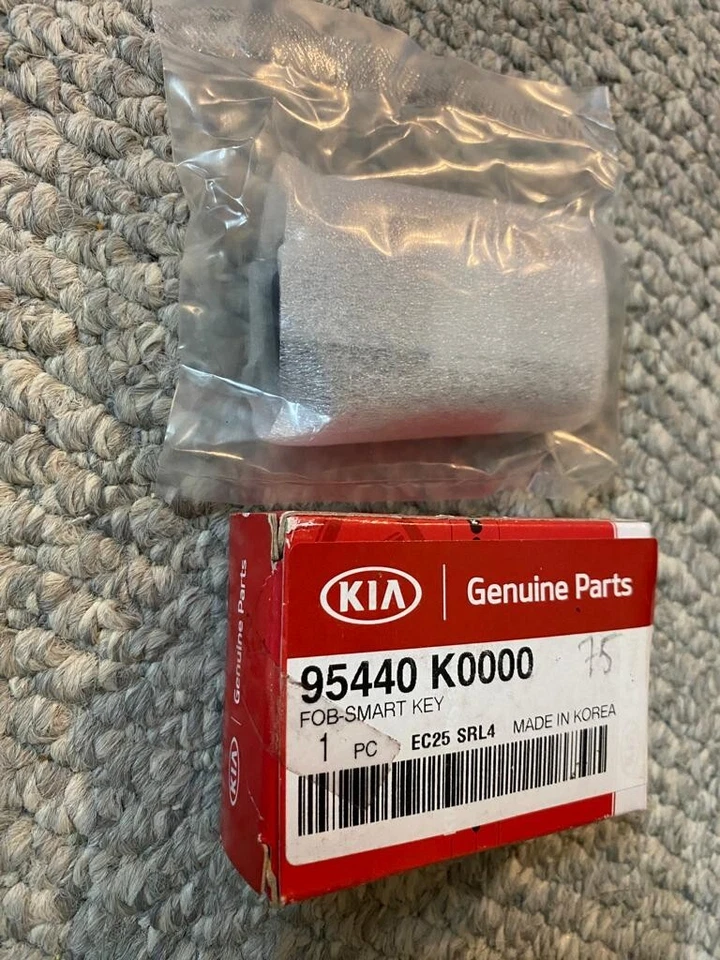 KIA Genuine Parts
95440 K0000
75
FOB-SMART KEY
1 PC EC25 SRL4 MADE IN KOREA
KIA Genuine Parts